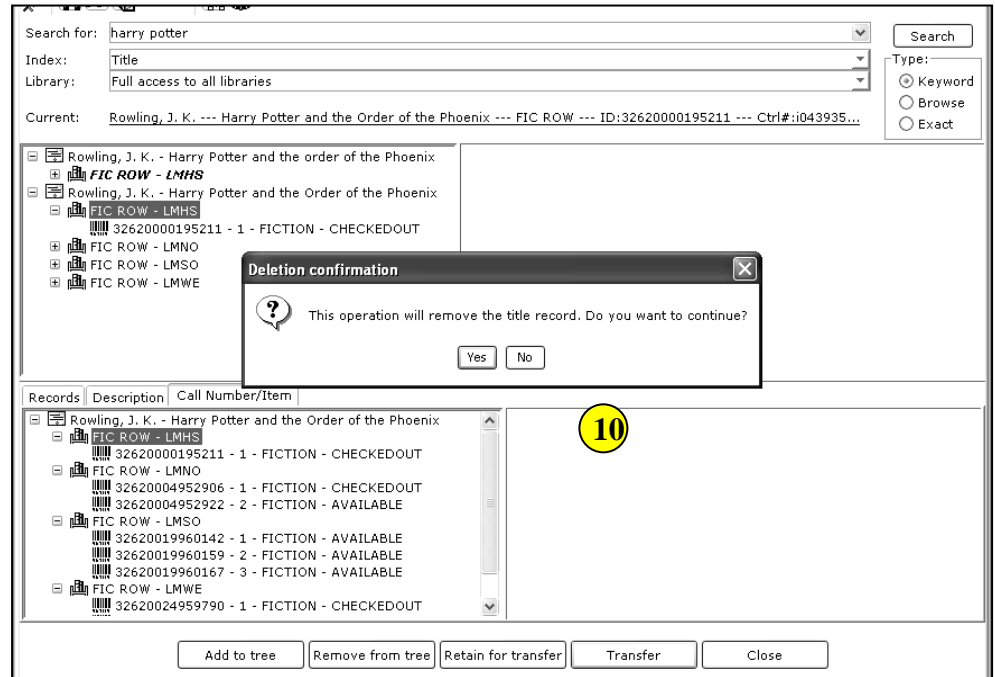 Search for: harry potter Search
Index: Title Type:
Library: Full access to all libraries Keyword
Browse
Current: Rowling, J. K. --- Harry Potter and the Order of the Phoenix --- FIC ROW --- ID:32620000195211 --- Ctrl#:i043935... Exact
Rowling, J. K. - Harry Potter and the order of the Phoenix
FIC ROW - LMHS
Rowling, J. K. - Harry Potter and the Order of the Phoenix
FIC ROW - LMHS
32620000195211 - 1 - FICTION - CHECKEDOUT
FIC ROW - LMNO
FIC ROW - LMSO
FIC ROW - LMWE
Deletion confirmation
This operation will remove the title record. Do you want to continue?
Yes No
Records Description Call Number/Item
Rowling, J. K. - Harry Potter and the Order of the Phoenix
FIC ROW - LMHS
32620000195211 - 1 - FICTION - CHECKEDOUT
FIC ROW - LMNO
32620004952906 - 1 - FICTION - CHECKEDOUT
32620004952922 - 2 - FICTION - AVAILABLE
FIC ROW - LMSO
32620019960142 - 1 - FICTION - AVAILABLE
32620019960159 - 2 - FICTION - AVAILABLE
32620019960167 - 3 - FICTION - AVAILABLE
FIC ROW - LMWE
32620024959790 - 1 - FICTION - CHECKEDOUT
10
Add to tree Remove from tree Retain for transfer Transfer Close